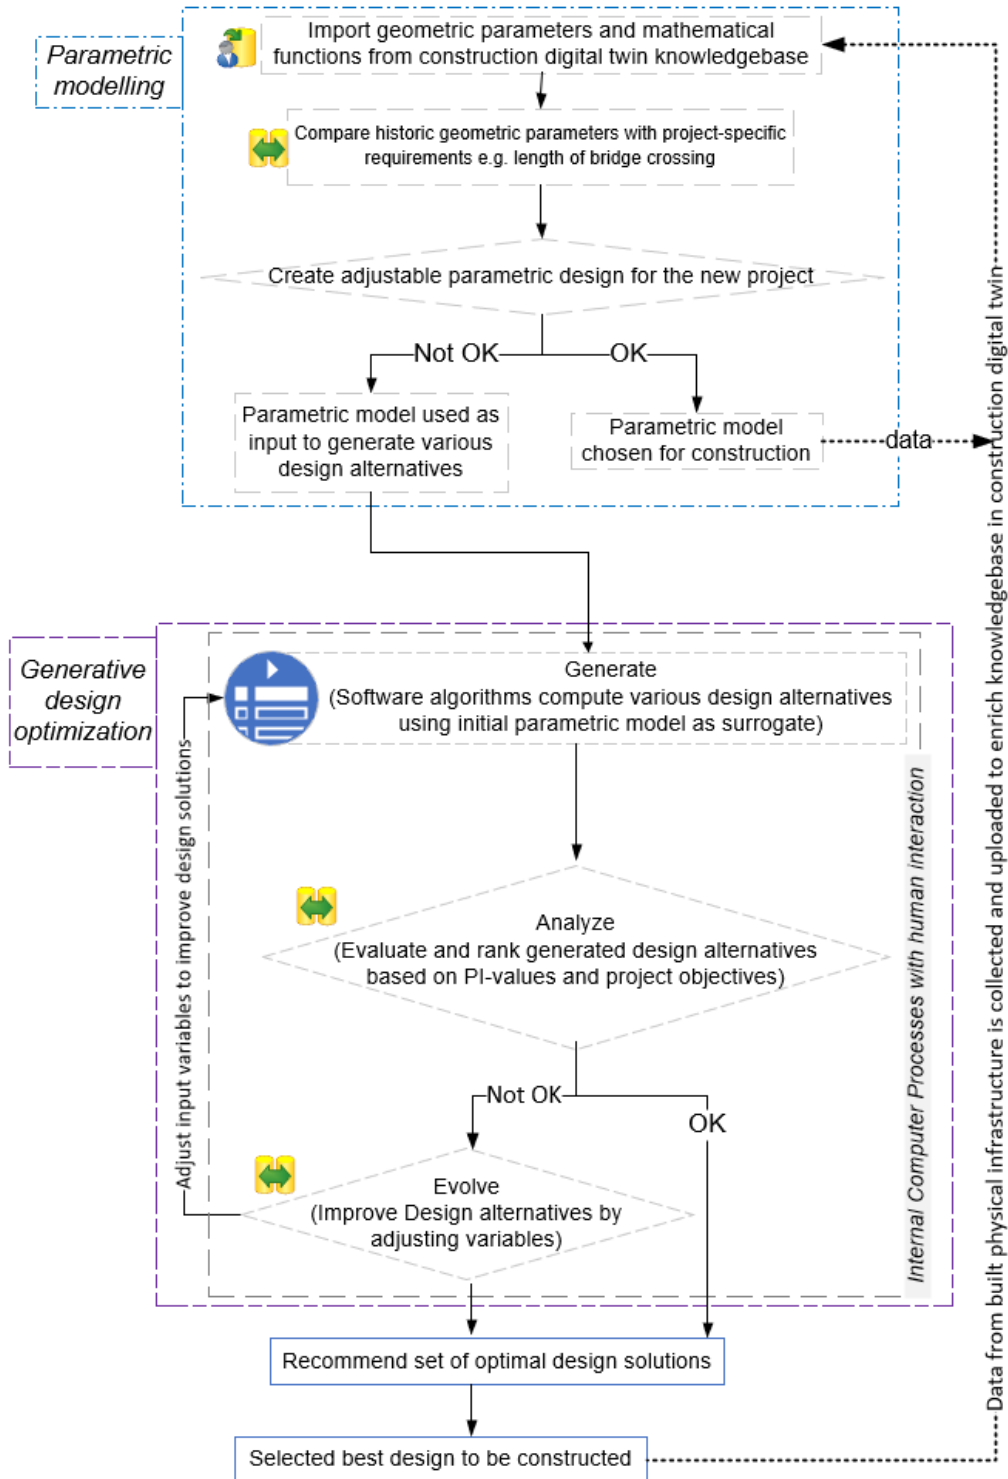 Parametric
modelling
Import geometric parameters and mathematical
functions from construction digital twin knowledgebase
Compare historic geometric parameters with project-specific
requirements e.g. length of bridge crossing
Create adjustable parametric design for the new project
Not OK
OK
Parametric model used as
input to generate various
design alternatives
Parametric model
chosen for construction
data
Data from built physical infrastructure is collected and uploaded to enrich knowledgebase in construction digital twin
Generative
design
optimization
Generate
(Software algorithms compute various design alternatives
using initial parametric model as surrogate)
Adjust input variables to improve design solutions
Internal Computer Processes with human interaction
Analyze
(Evaluate and rank generated design alternatives
based on PI-values and project objectives)
Not OK
OK
Evolve
(Improve Design alternatives by
adjusting variables)
Recommend set of optimal design solutions
Selected best design to be constructed